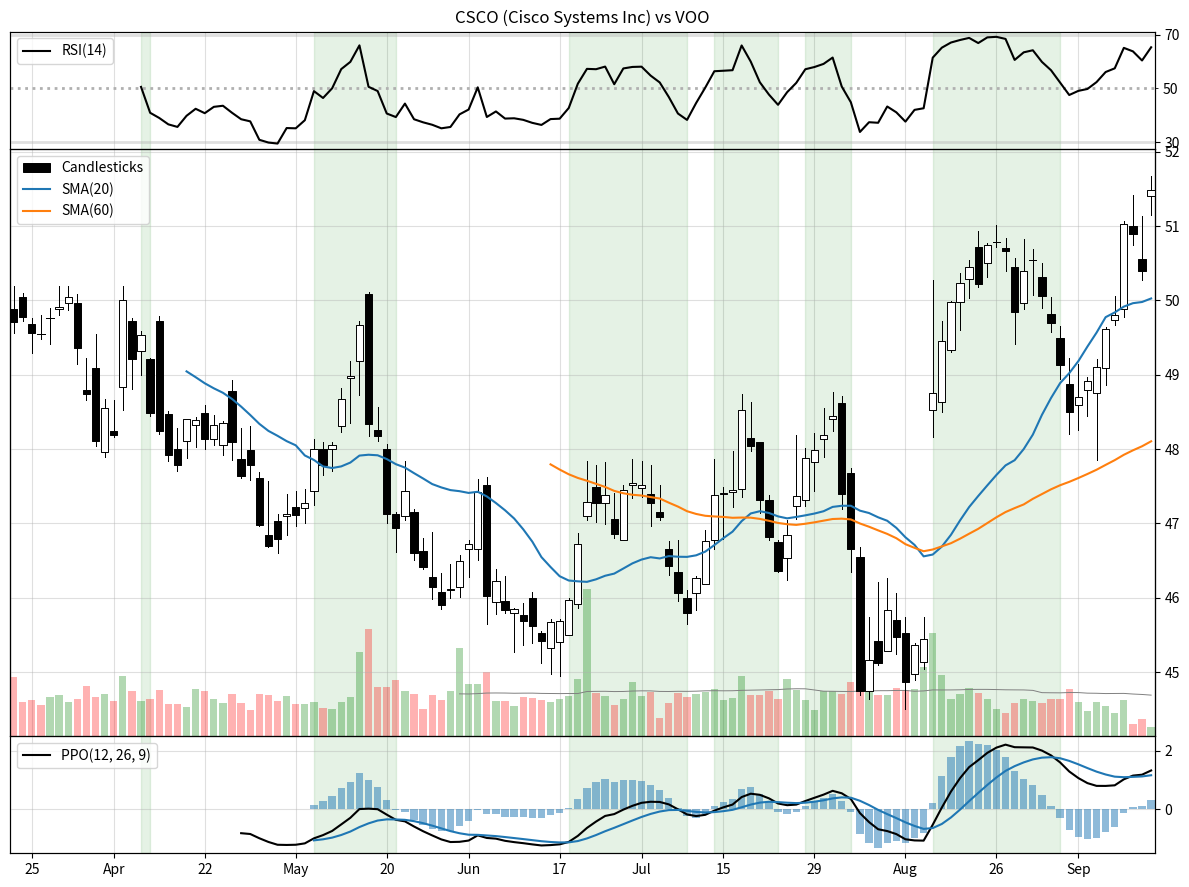 CSCO (Cisco Systems Inc) vs VOO
RSI(14)
70
50
30
Candlesticks
SMA(20)
SMA(60)
52
51
50
49
48
47
46
45
PPO(12, 26, 9)
2
0
25 Apr 22 May 20 Jun 17 Jul 15 29 Aug 26 Sep